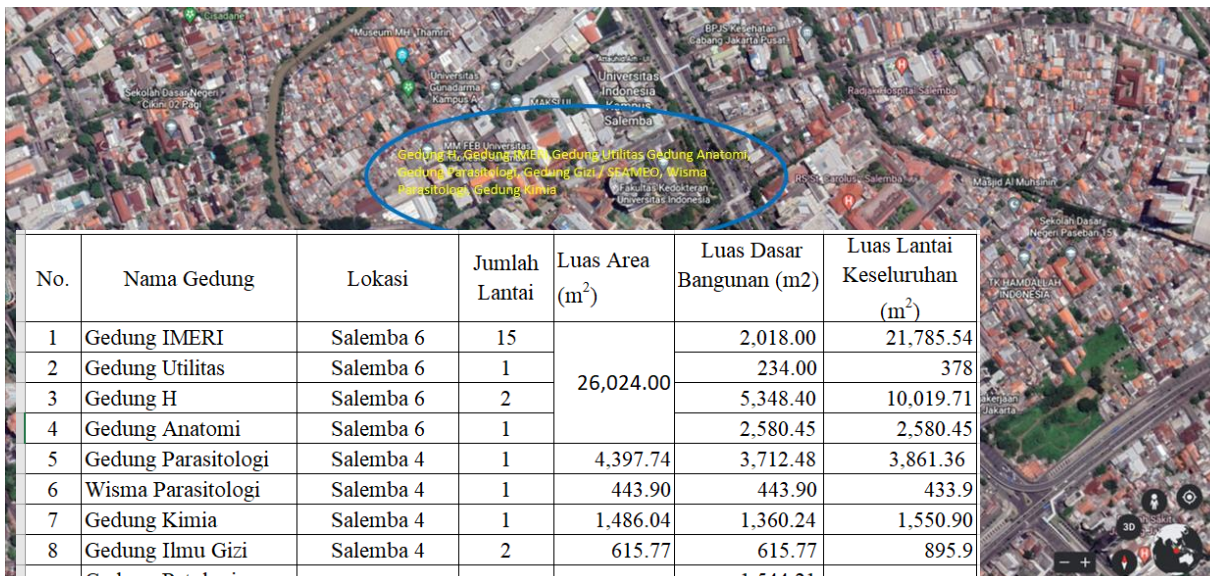 Cisadane
Museum MH. Thamrin
BPJS Kesehatan
Cabang Jakarta Pusat
Sekolah Dasar Negeri
Cikini 02 Pagi
Universitas
Gunadarma
Kampus A
Universitas
Indonesia
Kampus
Salemba
Radjak Hospital Salemba
MAKSI UI
MM FEB Universitas
Gedung H, Gedung IMERI, Gedung Utilitas Gedung Anatomi,
Gedung Parasitologi, Gedung Gizi / SEAMEO, Wisma
Parasitologi, Gedung Kimia
Fakultas Kedokteran
Universitas Indonesia
RS St. Carolus - Salemba
Masjid Al Muhsinin
Sekolah Dasar
Negeri Paseban 15
TK HAMDALLAH
INDONESIA
Jakarta
3D
No. Nama Gedung Lokasi Jumlah Lantai Luas Area (m2) Luas Dasar Bangunan (m2) Luas Lantai Keseluruhan (m2)
1 Gedung IMERI Salemba 6 15 26,024.00 2,018.00 21,785.54
2 Gedung Utilitas Salemba 6 1 234.00 378
3 Gedung H Salemba 6 2 5,348.40 10,019.71
4 Gedung Anatomi Salemba 6 1 2,580.45 2,580.45
5 Gedung Parasitologi Salemba 4 1 4,397.74 3,712.48 3,861.36
6 Wisma Parasitologi Salemba 4 1 443.90 443.90 433.9
7 Gedung Kimia Salemba 4 1 1,486.04 1,360.24 1,550.90
8 Gedung Ilmu Gizi Salemba 4 2 615.77 615.77 895.9